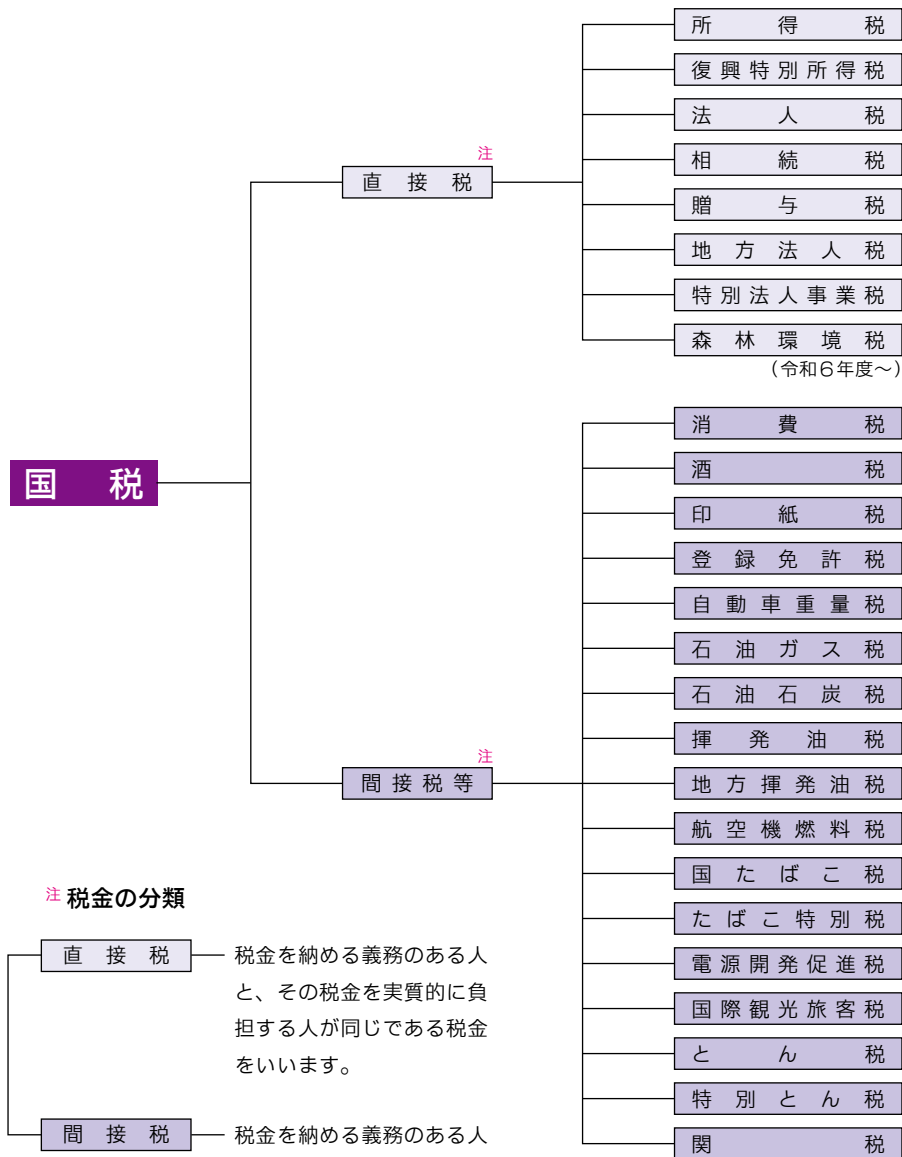 所得税
復興特別所得税
法人税
注
相続税
直接税
贈与税
地方法人税
特別法人事業税
森林環境税
(令和6年度〜)
国税
消費税
酒税
印紙税
登録免許税
自動車重量税
石油ガス税
石油石炭税
揮発油税
注
間接税等
地方揮発油税
航空機燃料税
国たばこ税
たばこ特別税
電源開発促進税
国際観光旅客税
とん税
特別とん税
関税
注 税金の分類
直接税
税金を納める義務のある人
と、その税金を実質的に負
担する人が同じである税金
をいいます。
間接税
税金を納める義務のある人